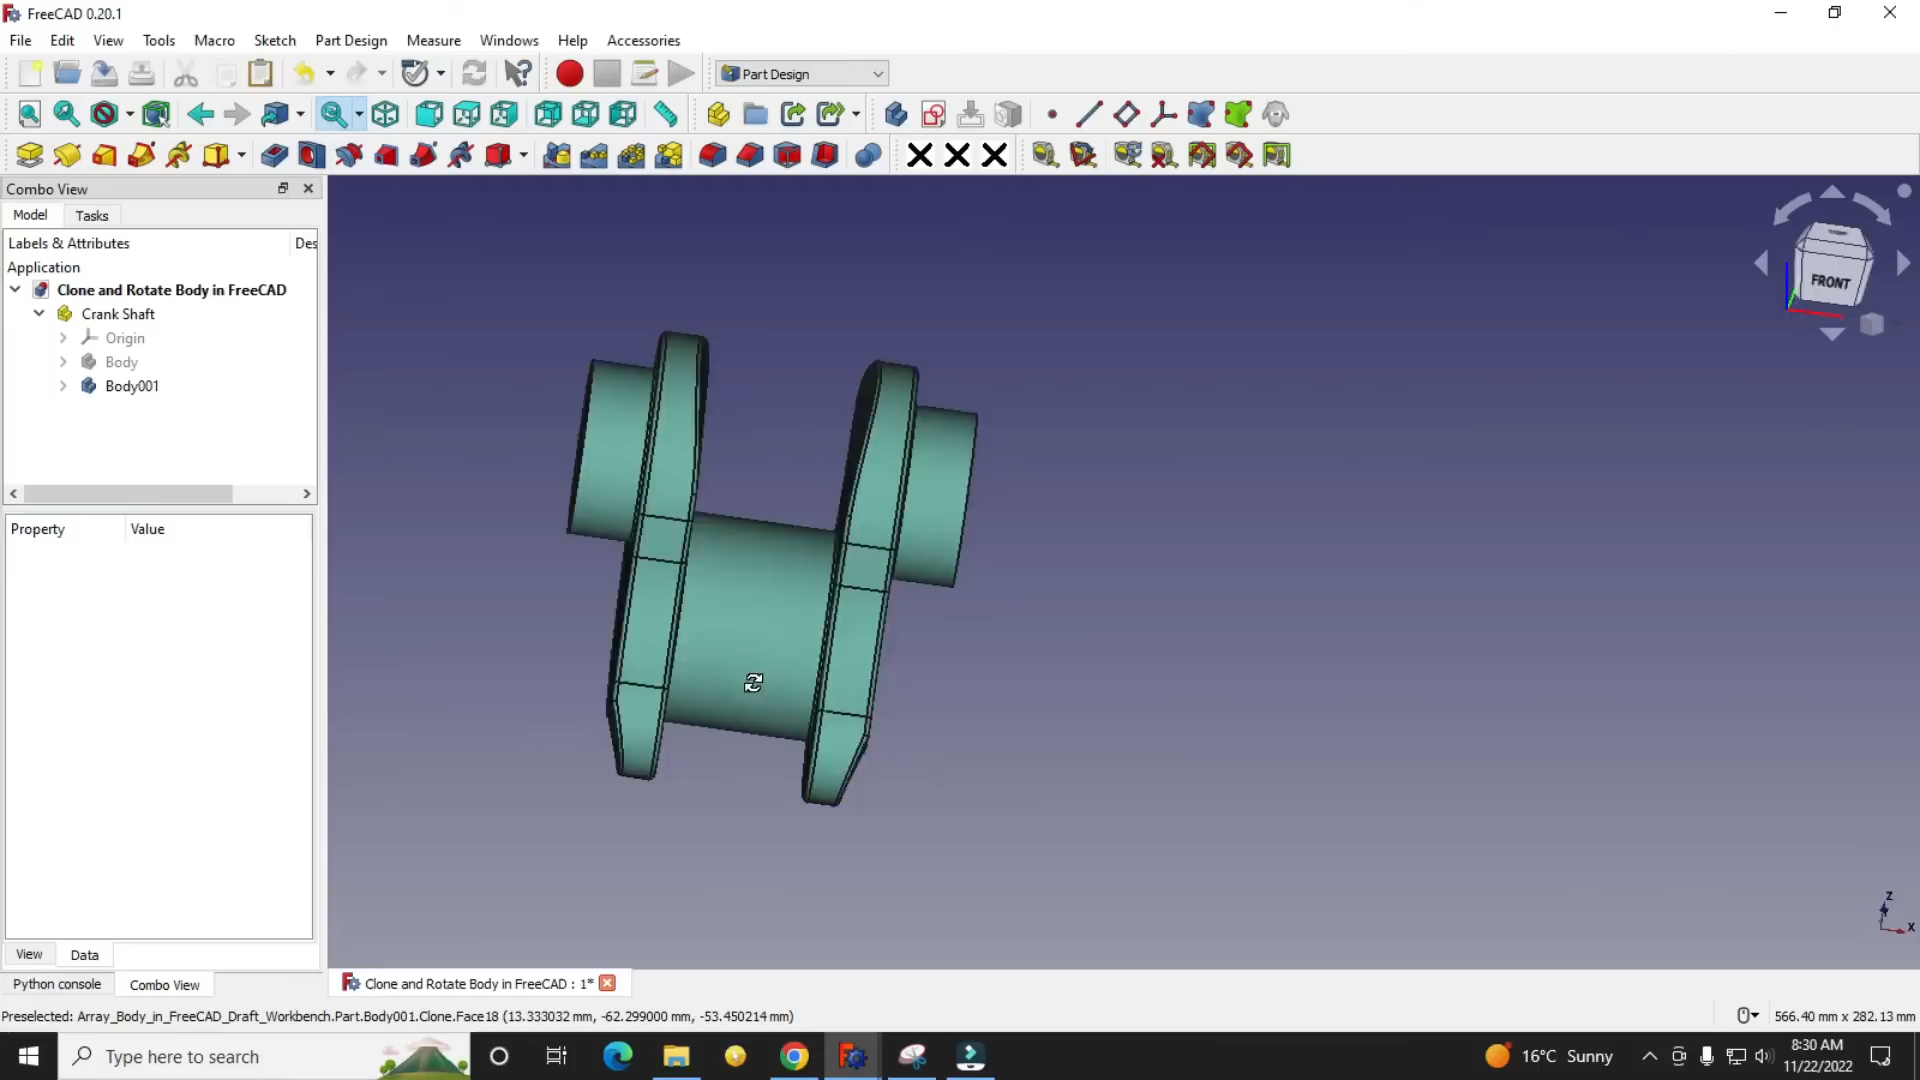 FreeCAD 0.20.1
File Edit View Tools Macro Sketch Part Design Measure Windows Help Accessories
Part Design
Combo View
Model Tasks
Labels & Attributes Des
Application
Clone and Rotate Body in FreeCAD
Crank Shaft
Origin
Body
Body001
Property Value
FRONT
Z
X
View Data
Python console Combo View
Clone and Rotate Body in FreeCAD : 1*
Preselected: Array_Body_in_FreeCAD_Draft_Workbench.Part.Body001.Clone.Face18 (13.333032 mm, -62.299000 mm, -53.450214 mm)
566.40 mm x 282.13 mm
Type here to search
16°C Sunny
8:30 AM
11/22/2022